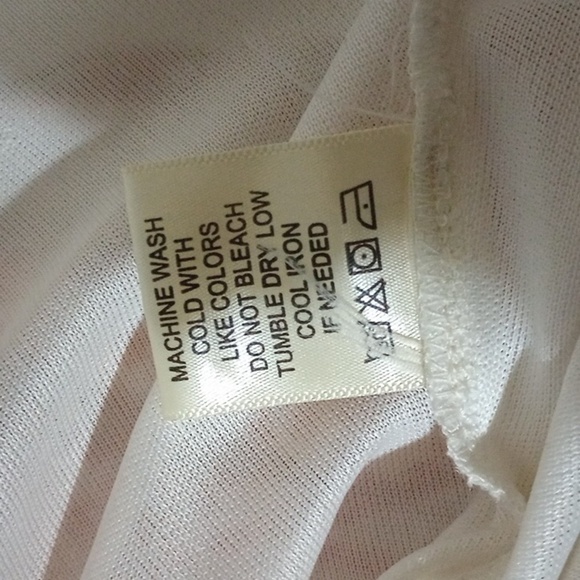 MACHINE WASH
COLD WITH
LIKE COLORS
DO NOT BLEACH
TUMBLE DRY LOW
COOL IRON
IF NEEDED